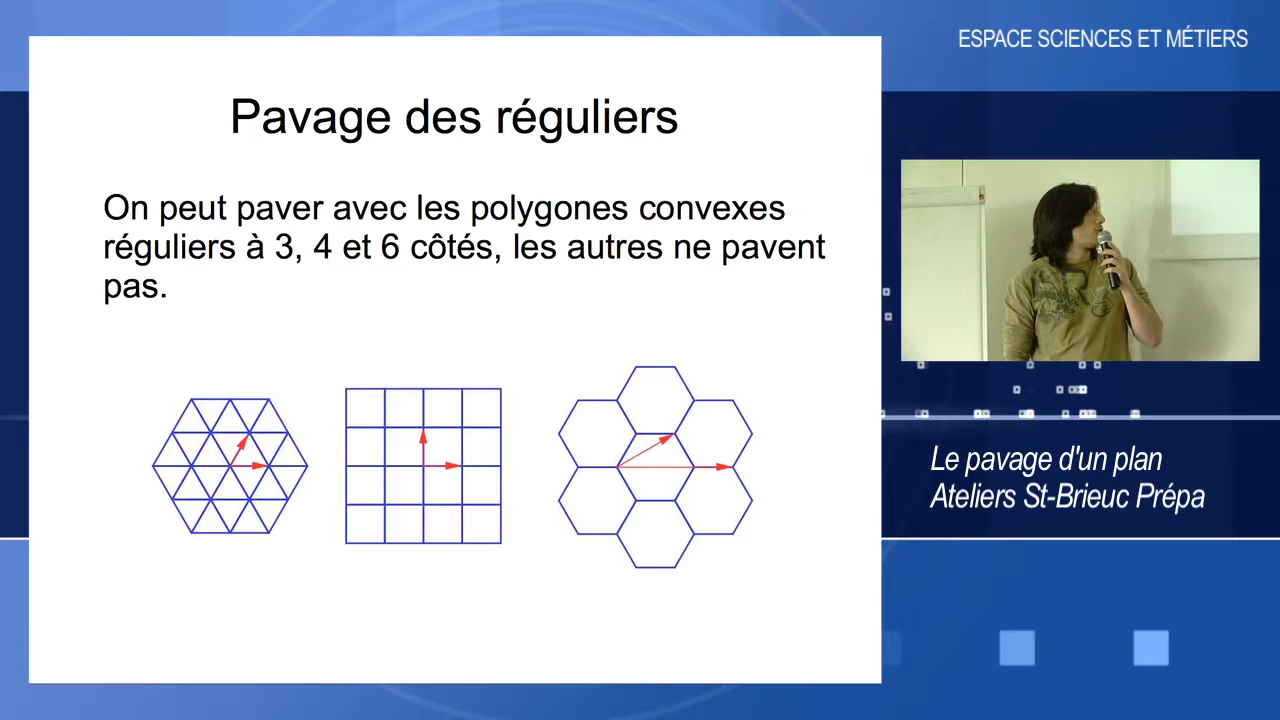 ESPACE SCIENCES ET MÉTIERS
Pavage des réguliers
On peut paver avec les polygones convexes
réguliers à 3, 4 et 6 côtés, les autres ne pavent
pas.
Le pavage d'un plan
Ateliers St-Brieuc Prépa